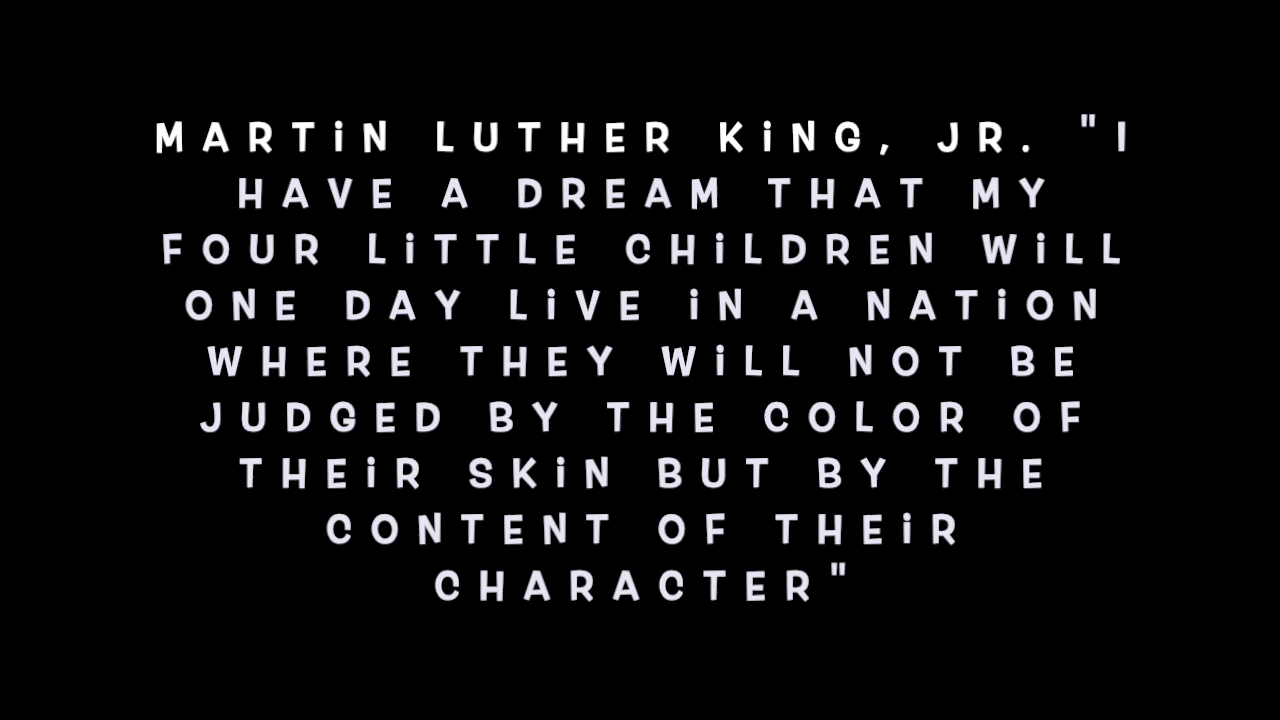 MARTiN LUTHER KiNG, JR. "I
HAVE A DREAM THAT MY
FOUR LiTTLE CHiLDREN WiLL
ONE DAY LiVE iN A NATiON
WHERE THEY WiLL NOT BE
JUDGED BY THE COLOR OF
THEiR SKiN BUT BY THE
CONTENT OF THEiR
CHARACTER"